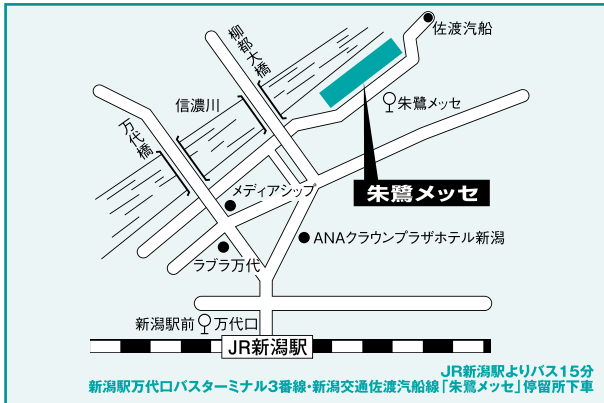 佐渡汽船
柳都大橋
信濃川
朱鷺メッセ
万代橋
メディアシップ
朱鷺メッセ
ANAクラウンプラザホテル新潟
ラブラ万代
新潟駅前 万代口
JR新潟駅
JR新潟駅よりバス15分
新潟駅万代口バスターミナル3番線・新潟交通佐渡汽船線「朱鷺メッセ」停留所下車